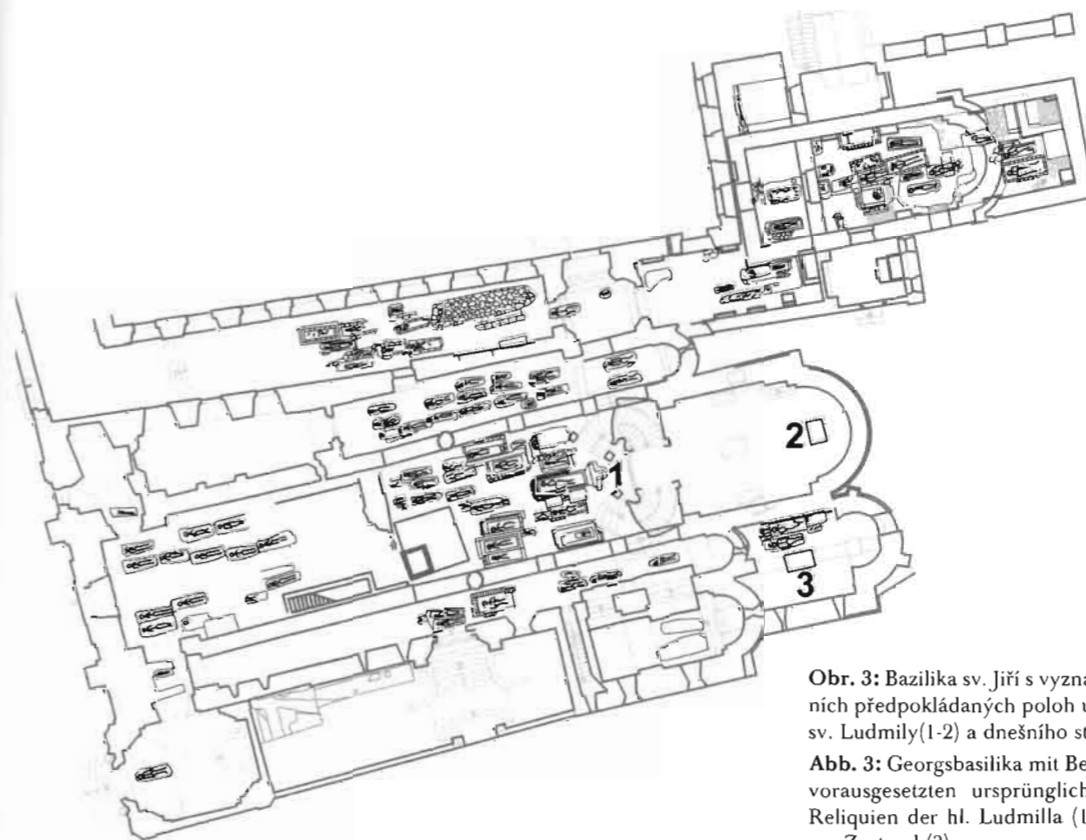 2
1
3
Obr. 3: Bazilika sv. Jiří s vyzna
ních předpokládaných poloh u
sv. Ludmily(1-2) a dnešního st
Abb. 3: Georgsbasilika mit Be
vorausgesetzten ursprünglich
Reliquien der hl. Ludmilla (1